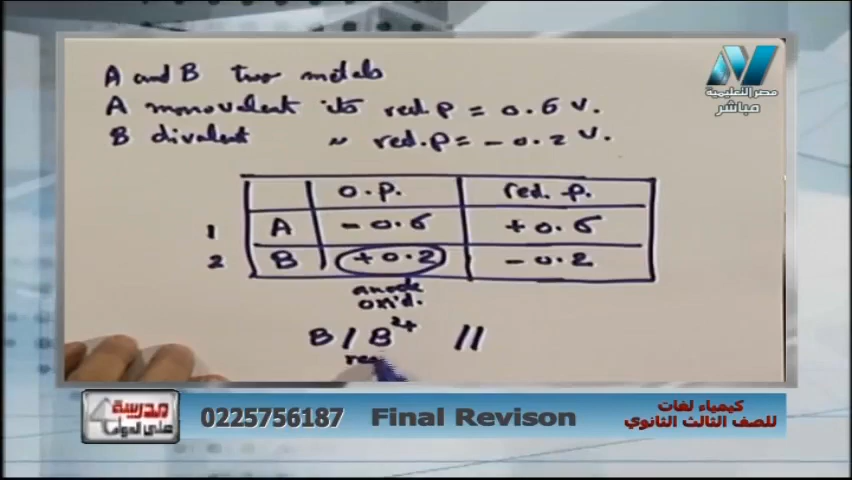 مصر التعليمية
مباشر
A and B two metals
A monovalent its red.p = 0.6 V.
B divalent 〃 red.p = - 0.2 V.
o.p. red.p.
1 A - 0.6 + 0.6
2 B + 0.2 - 0.2
anode
oxi'd.
B / B2+ //
مدرسة
على الهواء
0225756187 Final Revison
كيمياء لغات
للصف الثالث الثانوي